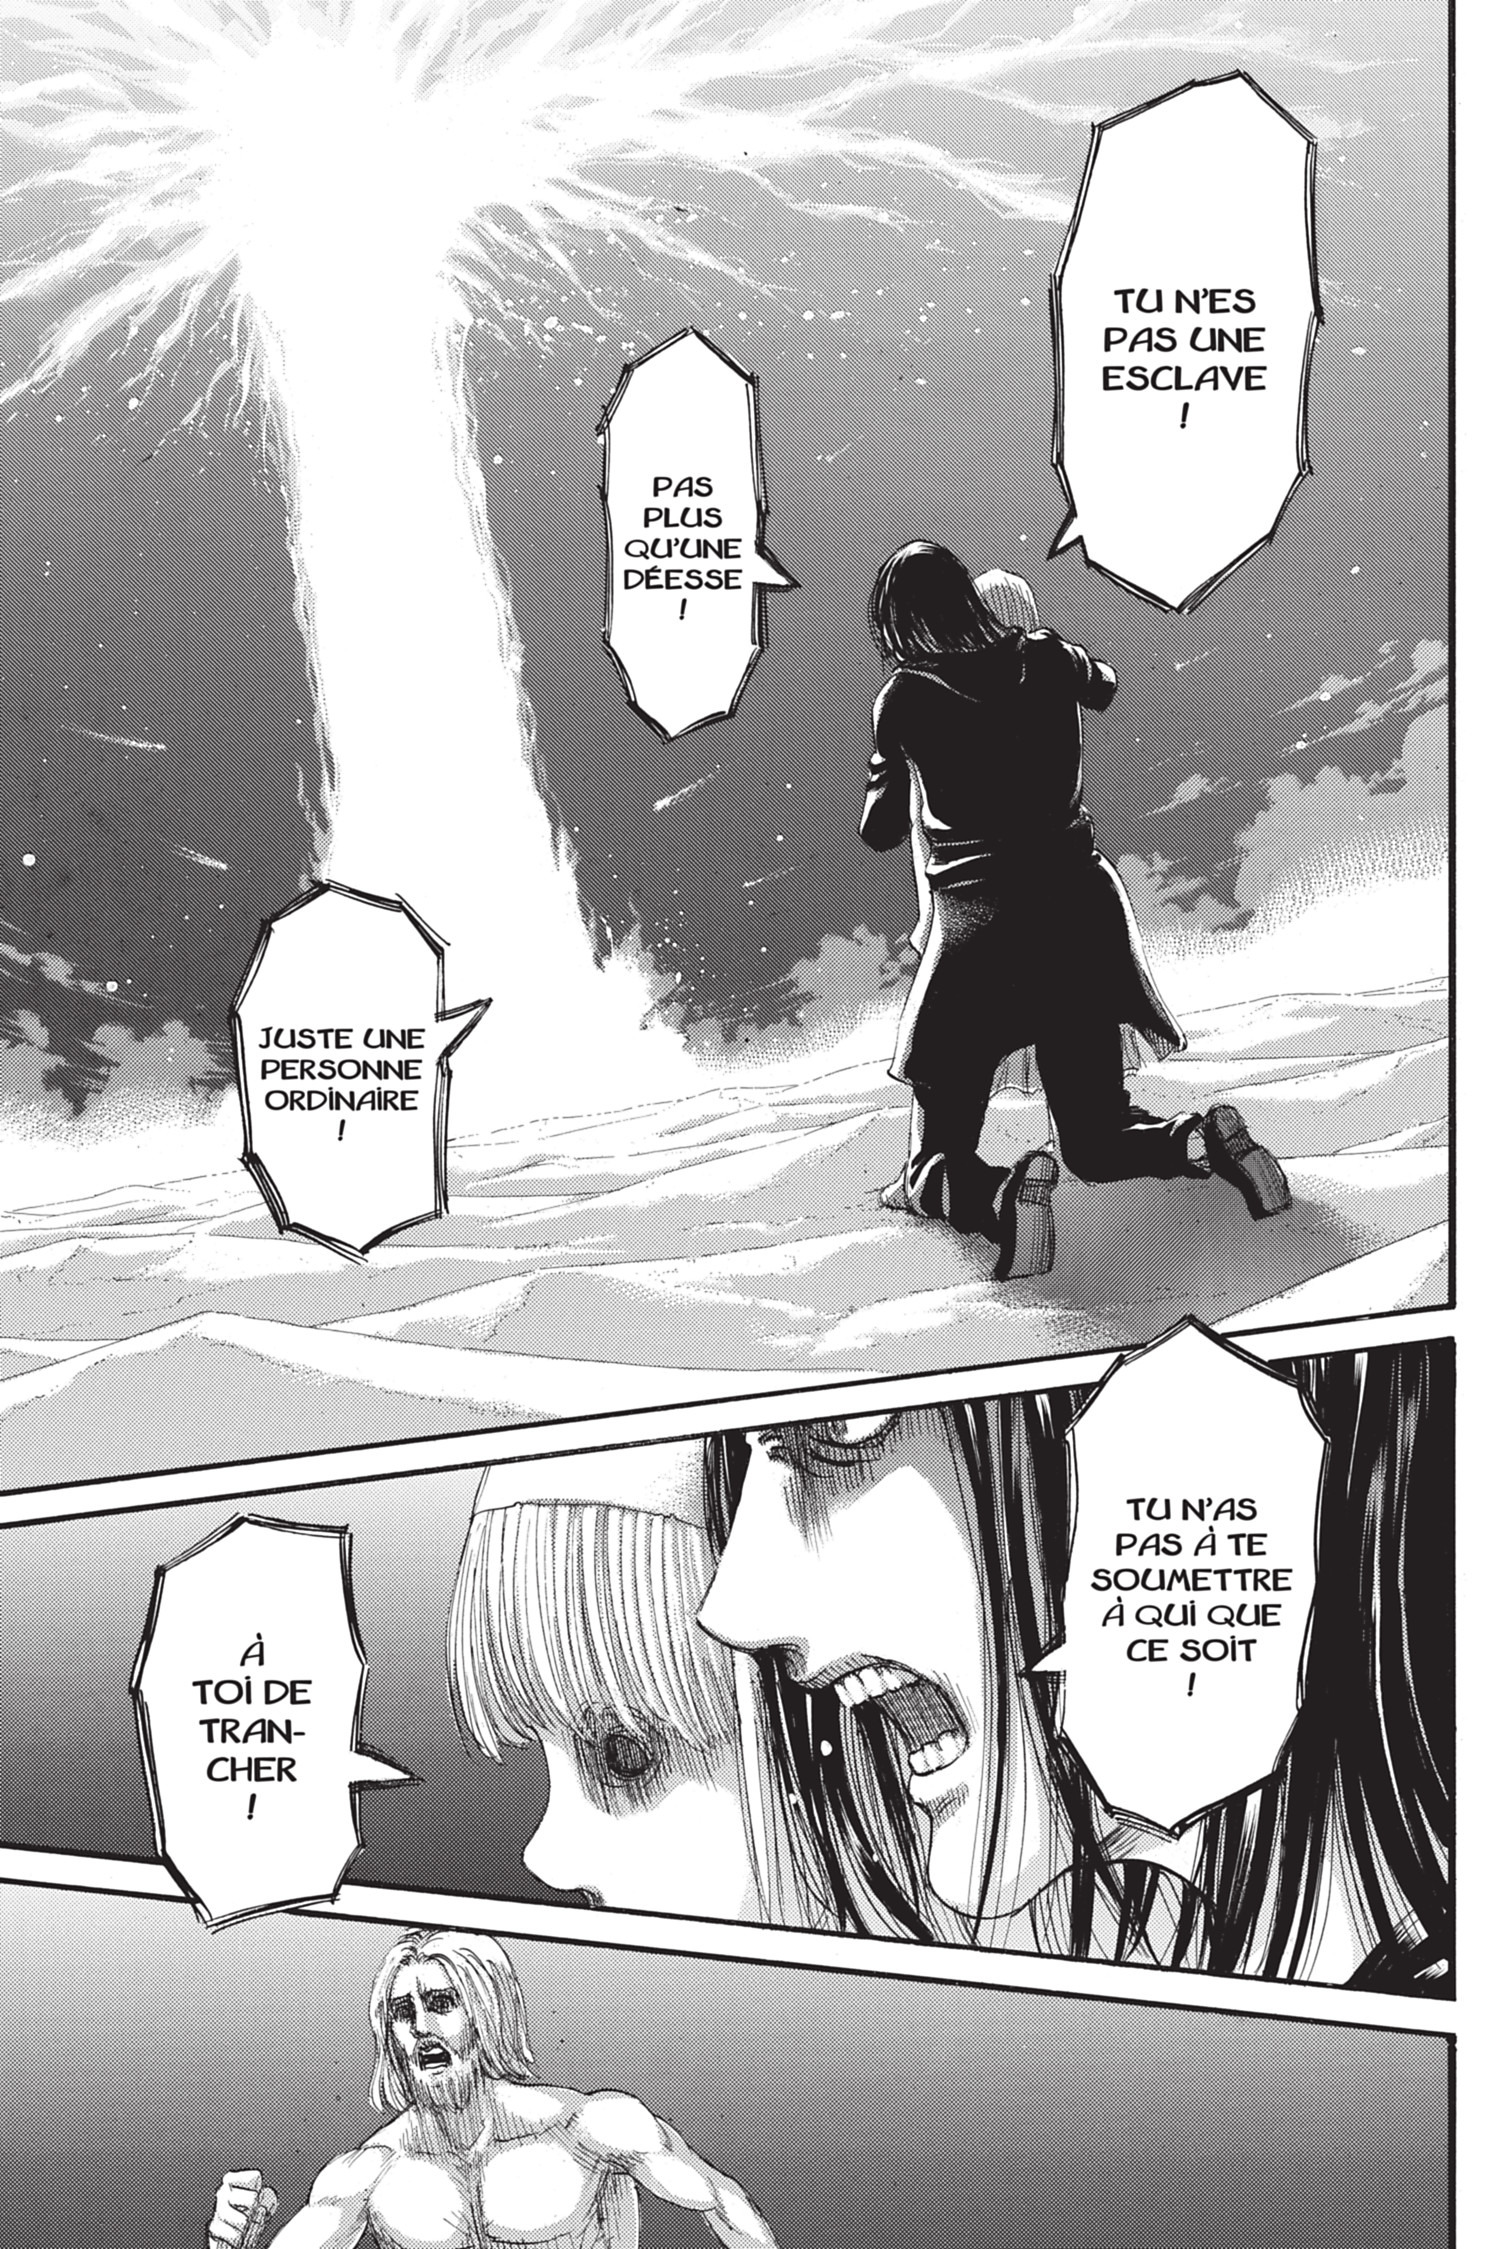 TU N'ES
PAS UNE
ESCLAVE
!
PAS
PLUS
QU'UNE
DÉESSE
!
JUSTE UNE
PERSONNE
ORDINAIRE
!
TU N'AS
PAS À TE
SOUMETTRE
À QUI QUE
CE SOIT
!
À
TOI DE
TRAN-
CHER
!